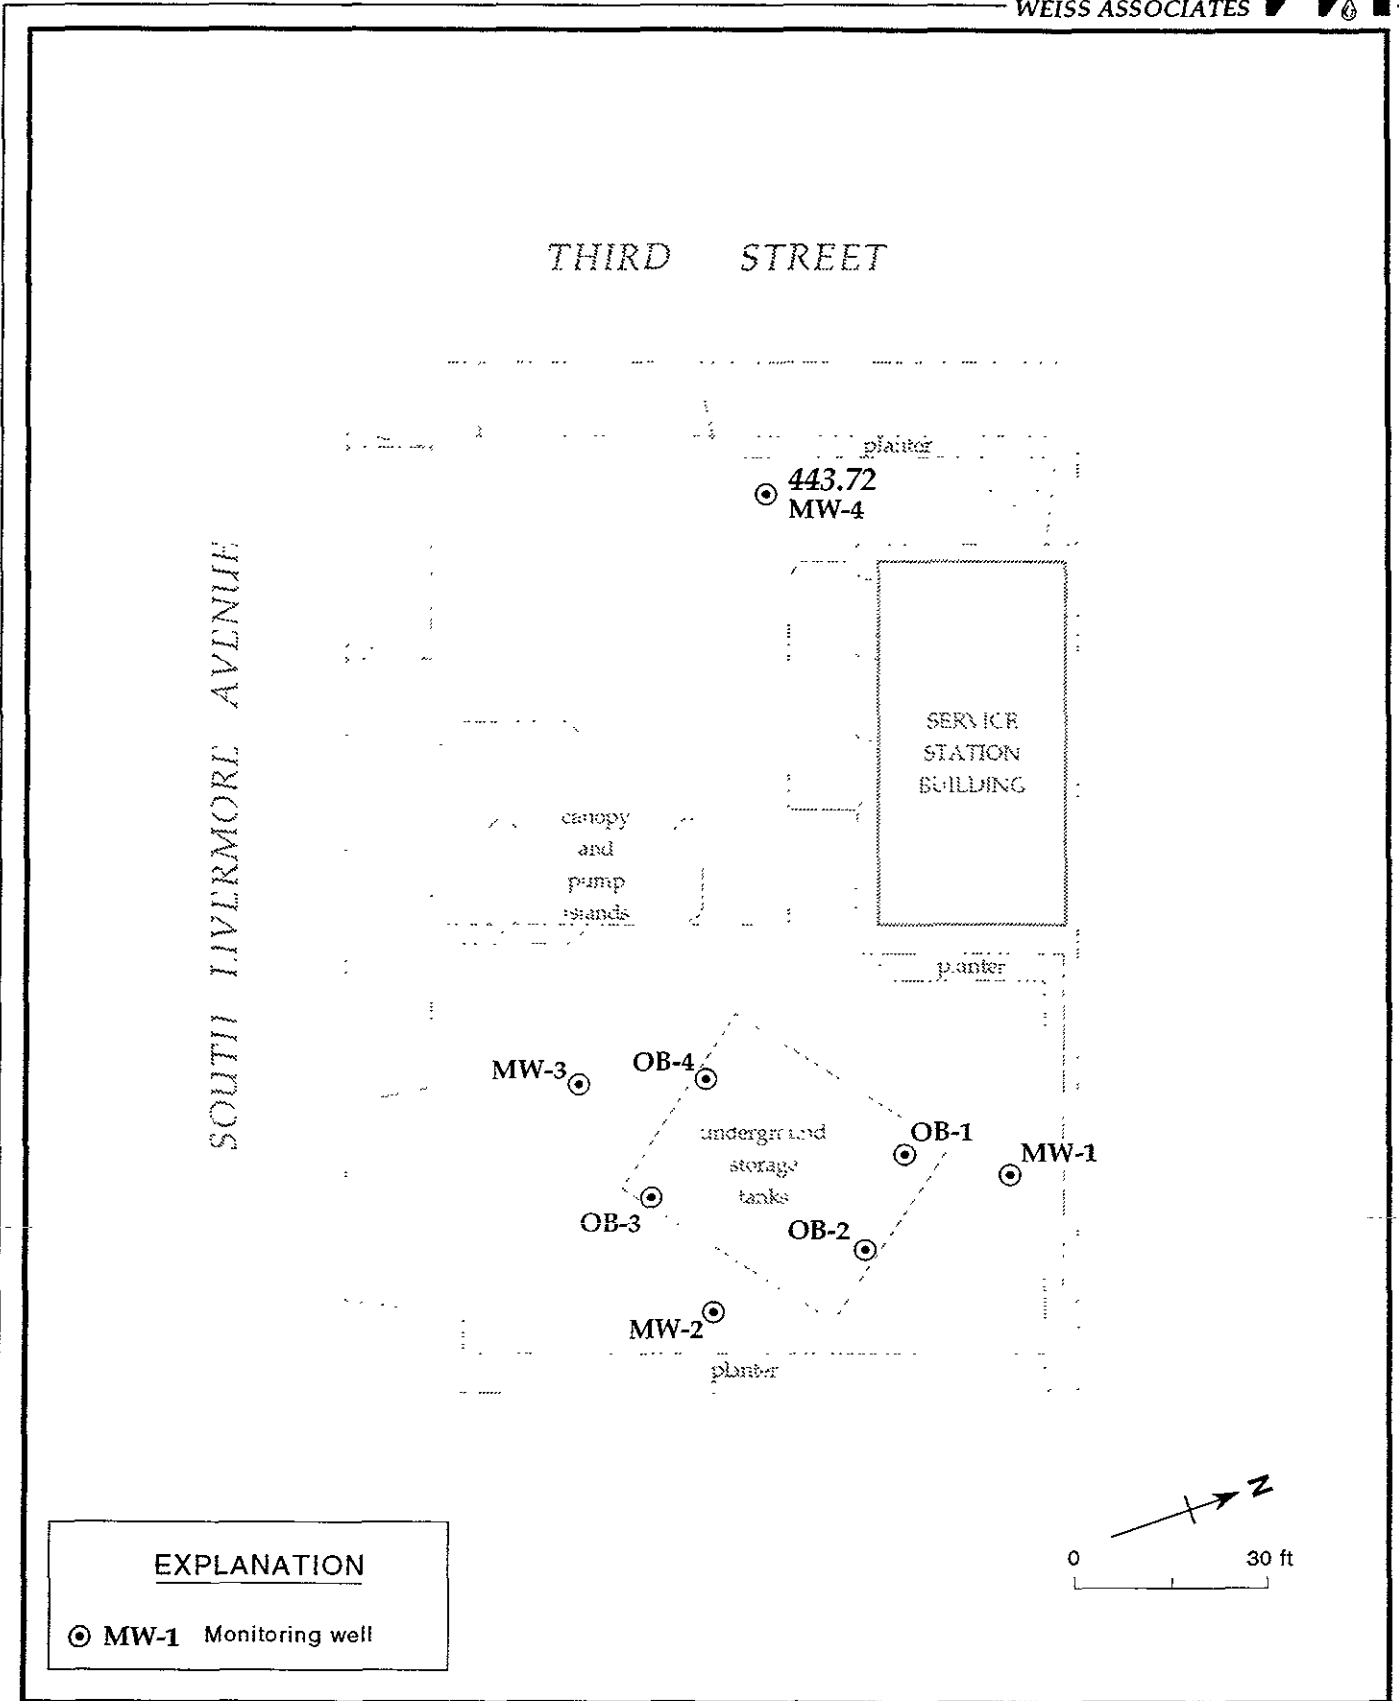 WEISS ASSOCIATES
THIRD STREET
planter
443.72
MW-4
SOUTH LIVERMORE AVENUE
SERVICE
STATION
BUILDING
canopy
and
pump
islands
planter
MW-3
OB-4
underground
storage
tanks
OB-1
MW-1
OB-3
OB-2
MW-2
planter
N
0 30 ft
EXPLANATION
MW-1 Monitoring well